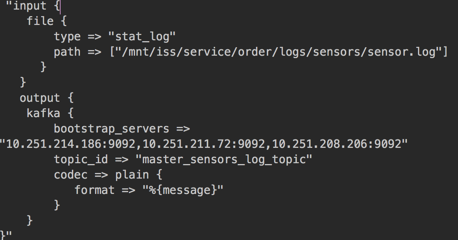 "input {
    file {
        type => "stat_log"
        path => ["/mnt/iss/service/order/logs/sensors/sensor.log"]
      }
   }
   output {
    kafka {
        bootstrap_servers =>
"10.251.214.186:9092,10.251.211.72:9092,10.251.208.206:9092"
        topic_id => "master_sensors_log_topic"
        codec => plain {
           format => "%{message}"
        }
    }
}"